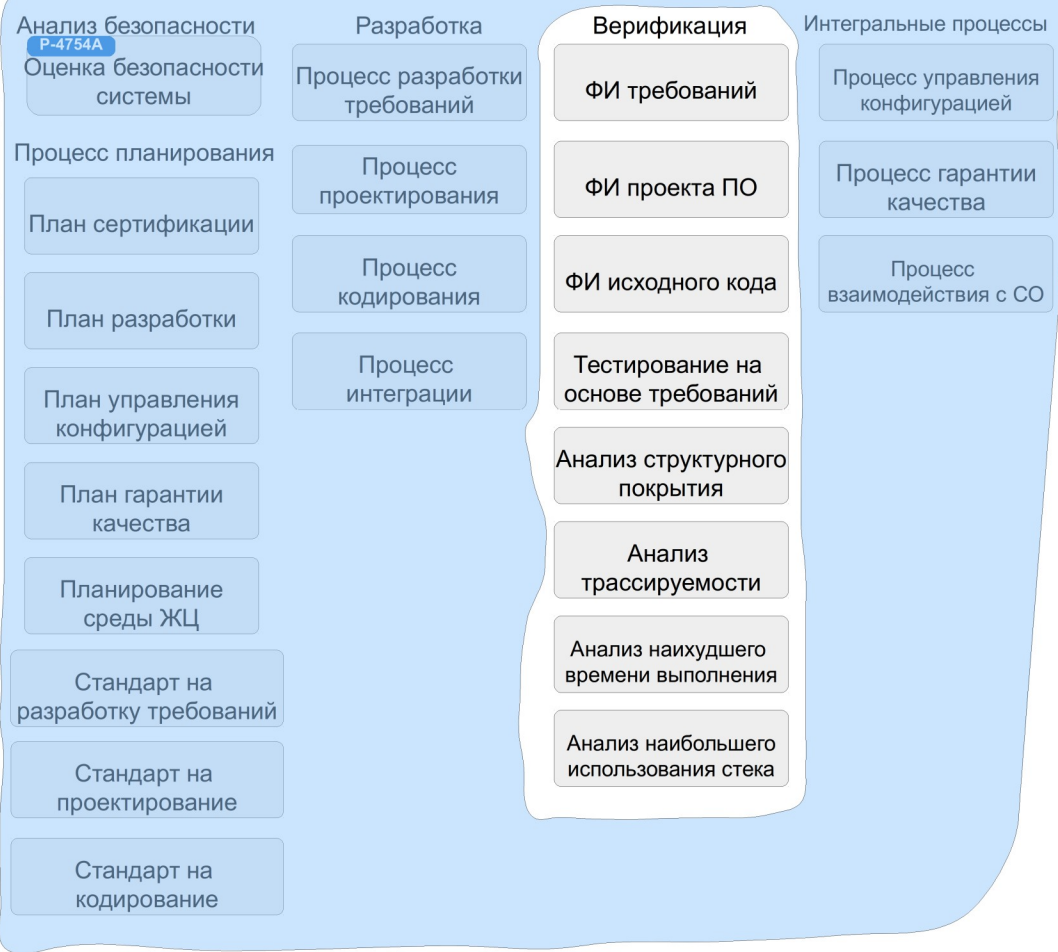 Анализ безопасности
Р-4754А
Оценка безопасности
системы
Процесс планирования
План сертификации
План разработки
План управления
конфигурацией
План гарантии
качества
Планирование
среды ЖЦ
Стандарт на
разработку требований
Стандарт на
проектирование
Стандарт на
кодирование
Разработка
Процесс разработки
требований
Процесс
проектирования
Процесс
кодирования
Процесс
интеграции
Верификация
ФИ требований
ФИ проекта ПО
ФИ исходного кода
Тестирование на
основе требований
Анализ структурного
покрытия
Анализ
трассируемости
Анализ наихудшего
времени выполнения
Анализ наибольшего
использования стека
Интегральные процессы
Процесс управления
конфигурацией
Процесс гарантии
качества
Процесс
взаимодействия с СО